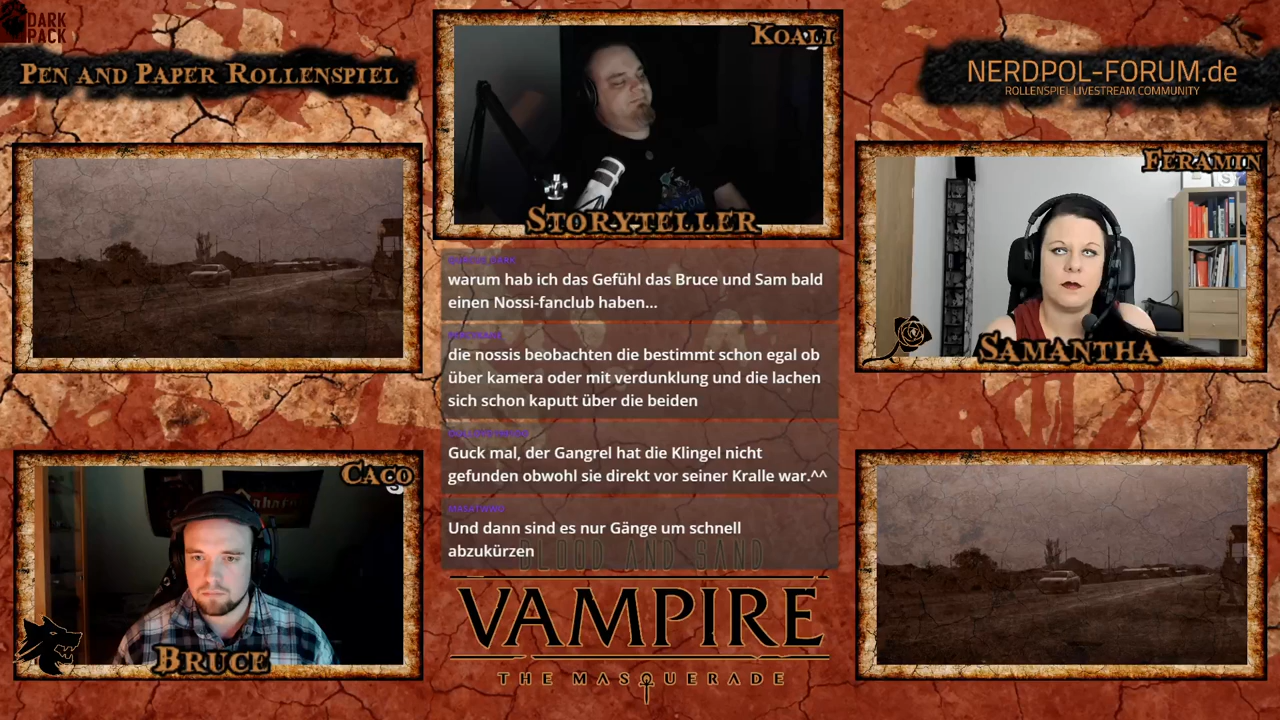 DARK
PACK
PEN AND PAPER ROLLENSPIEL
KOALI
STORYTELLER
NERDPOL-FORUM.de
ROLLENSPIEL LIVESTREAM COMMUNITY
FERAMIN
SAMANTHA
warum hab ich das Gefühl das Bruce und Sam bald
einen Nossi-fanclub haben...
die nossis beobachten die bestimmt schon egal ob
über kamera oder mit verdunklung und die lachen
sich schon kaputt über die beiden
Guck mal, der Gangrel hat die Klingel nicht
gefunden obwohl sie direkt vor seiner Kralle war.^^
Und dann sind es nur Gänge um schnell
abzukürzen
CACO
BRUCE
BLOOD AND SAND
VAMPIRE
THE MASQUERADE